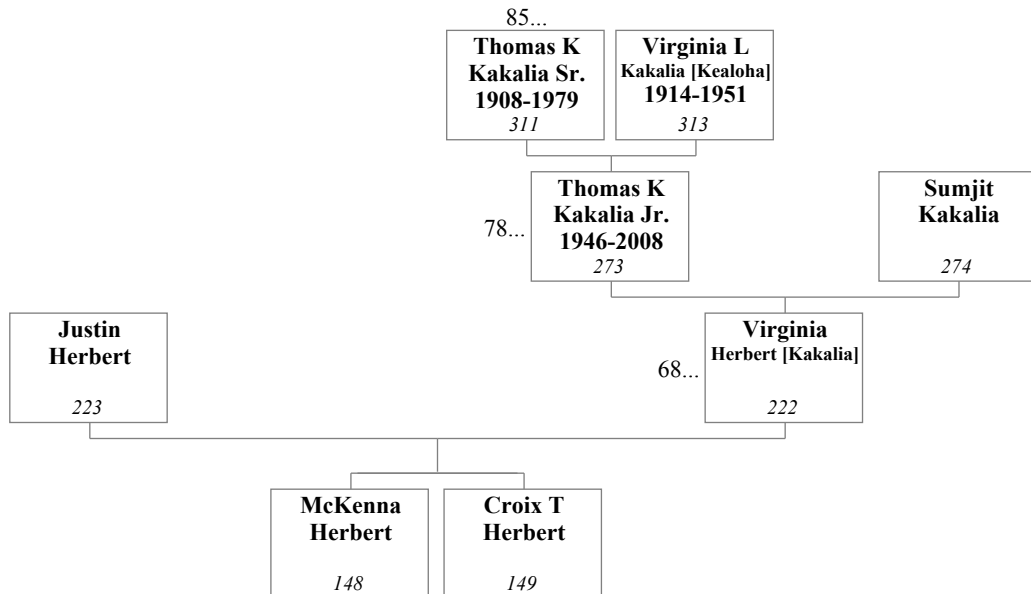 85...
Thomas K
Kakalia Sr.
1908-1979
311
Virginia L
Kakalia [Kealoha]
1914-1951
313
78...
Thomas K
Kakalia Jr.
1946-2008
273
Sumjit
Kakalia
274
Justin
Herbert
223
68...
Virginia
Herbert [Kakalia]
222
McKenna
Herbert
148
Croix T
Herbert
149